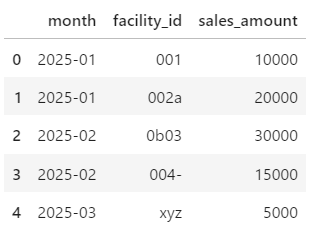 month facility_id sales_amount
0 2025-01 001 10000
1 2025-01 002a 20000
2 2025-02 0b03 30000
3 2025-02 004- 15000
4 2025-03 xyz 5000